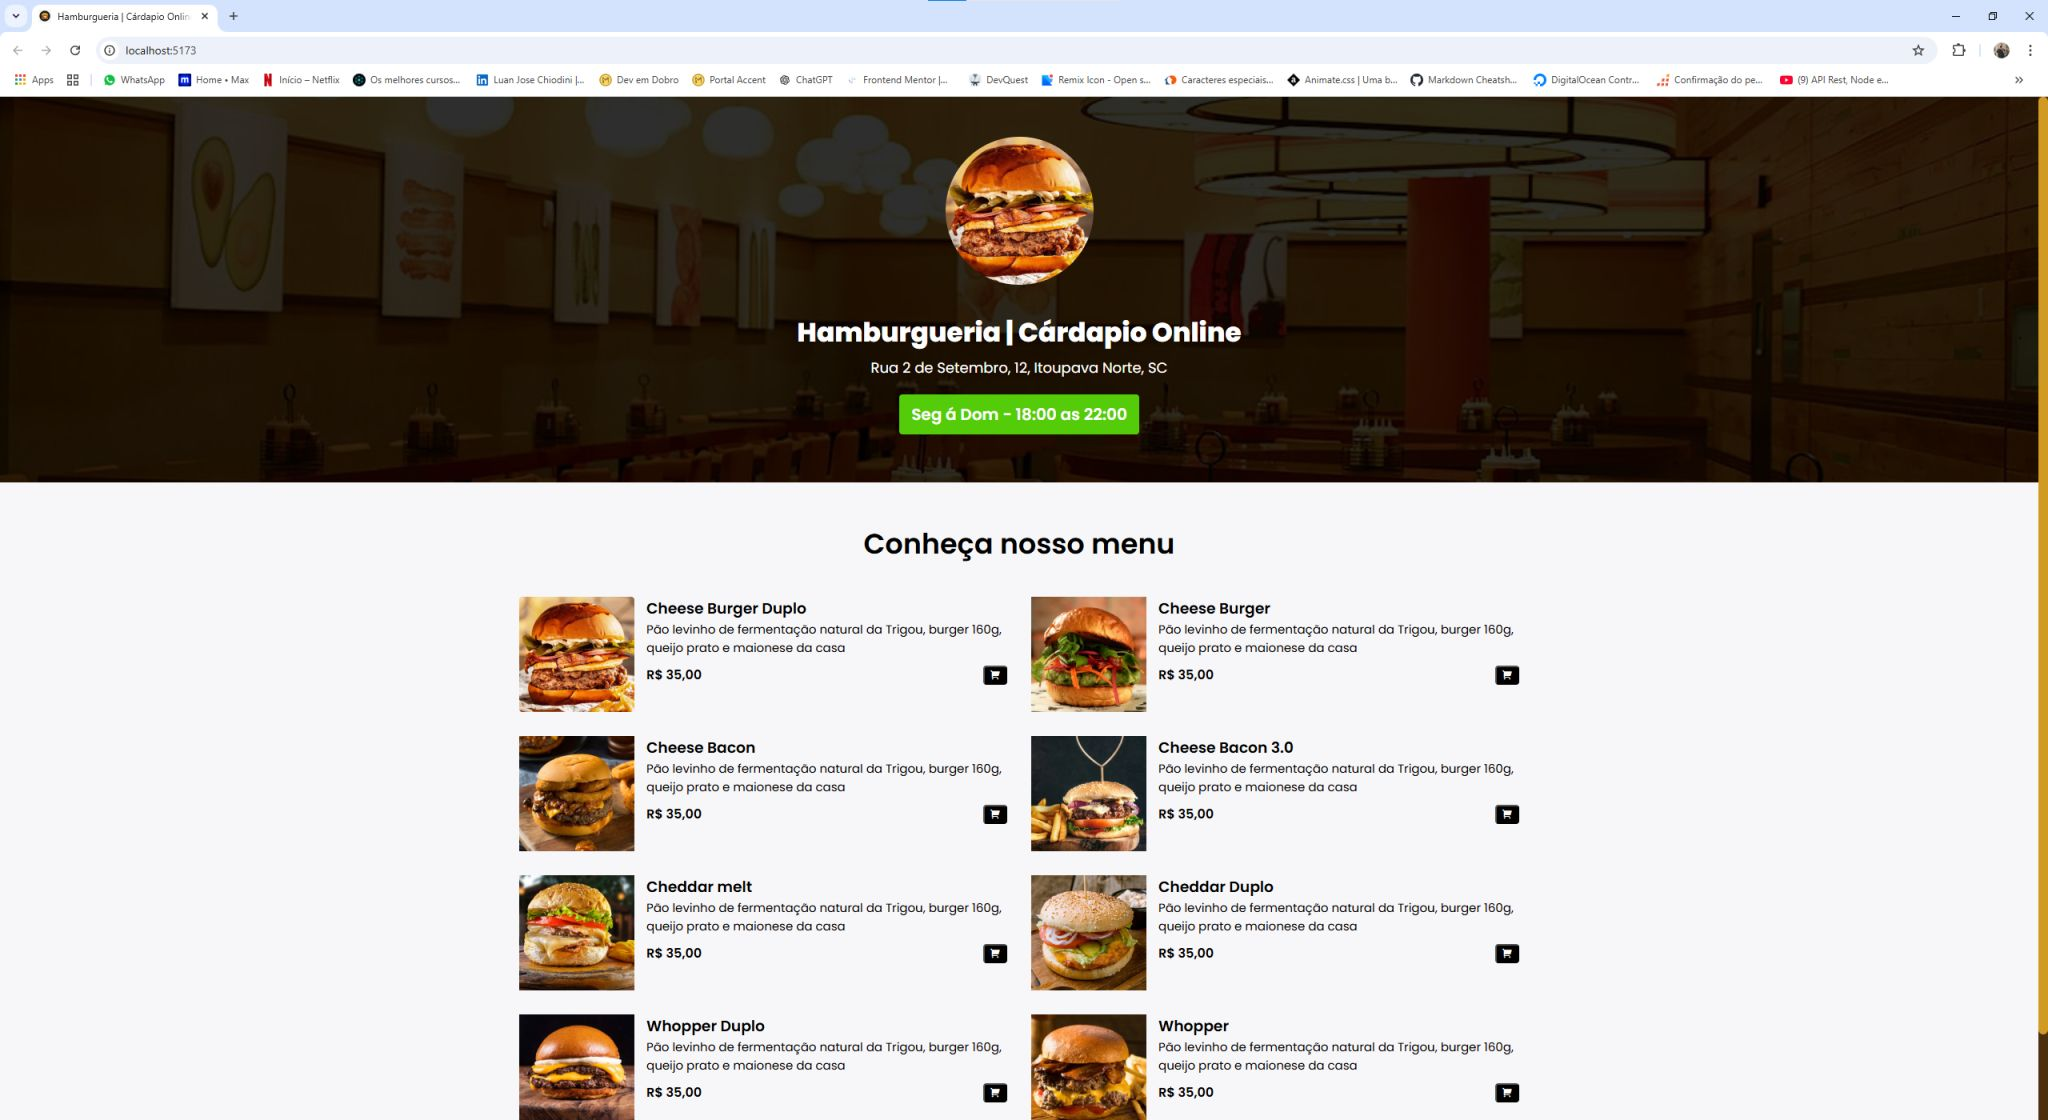 Hamburgueria | Cárdapio Onlin
localhost:5173
Apps
WhatsApp
Home • Max
Início – Netflix
Os melhores cursos...
Luan Jose Chiodini |...
Dev em Dobro
Portal Accent
ChatGPT
Frontend Mentor |...
DevQuest
Remix Icon - Open s...
Caracteres especiais...
Animate.css | Uma b...
Markdown Cheatsh...
DigitalOcean Contr...
Confirmação do pe...
(9) API Rest, Node e...
Hamburgueria | Cárdapio Online
Rua 2 de Setembro, 12, Itoupava Norte, SC
Seg á Dom - 18:00 as 22:00
Conheça nosso menu
Cheese Burger Duplo
Pão levinho de fermentação natural da Trigou, burger 160g,
queijo prato e maionese da casa
R$ 35,00
Cheese Burger
Pão levinho de fermentação natural da Trigou, burger 160g,
queijo prato e maionese da casa
R$ 35,00
Cheese Bacon
Pão levinho de fermentação natural da Trigou, burger 160g,
queijo prato e maionese da casa
R$ 35,00
Cheese Bacon 3.0
Pão levinho de fermentação natural da Trigou, burger 160g,
queijo prato e maionese da casa
R$ 35,00
Cheddar melt
Pão levinho de fermentação natural da Trigou, burger 160g,
queijo prato e maionese da casa
R$ 35,00
Cheddar Duplo
Pão levinho de fermentação natural da Trigou, burger 160g,
queijo prato e maionese da casa
R$ 35,00
Whopper Duplo
Pão levinho de fermentação natural da Trigou, burger 160g,
queijo prato e maionese da casa
R$ 35,00
Whopper
Pão levinho de fermentação natural da Trigou, burger 160g,
queijo prato e maionese da casa
R$ 35,00